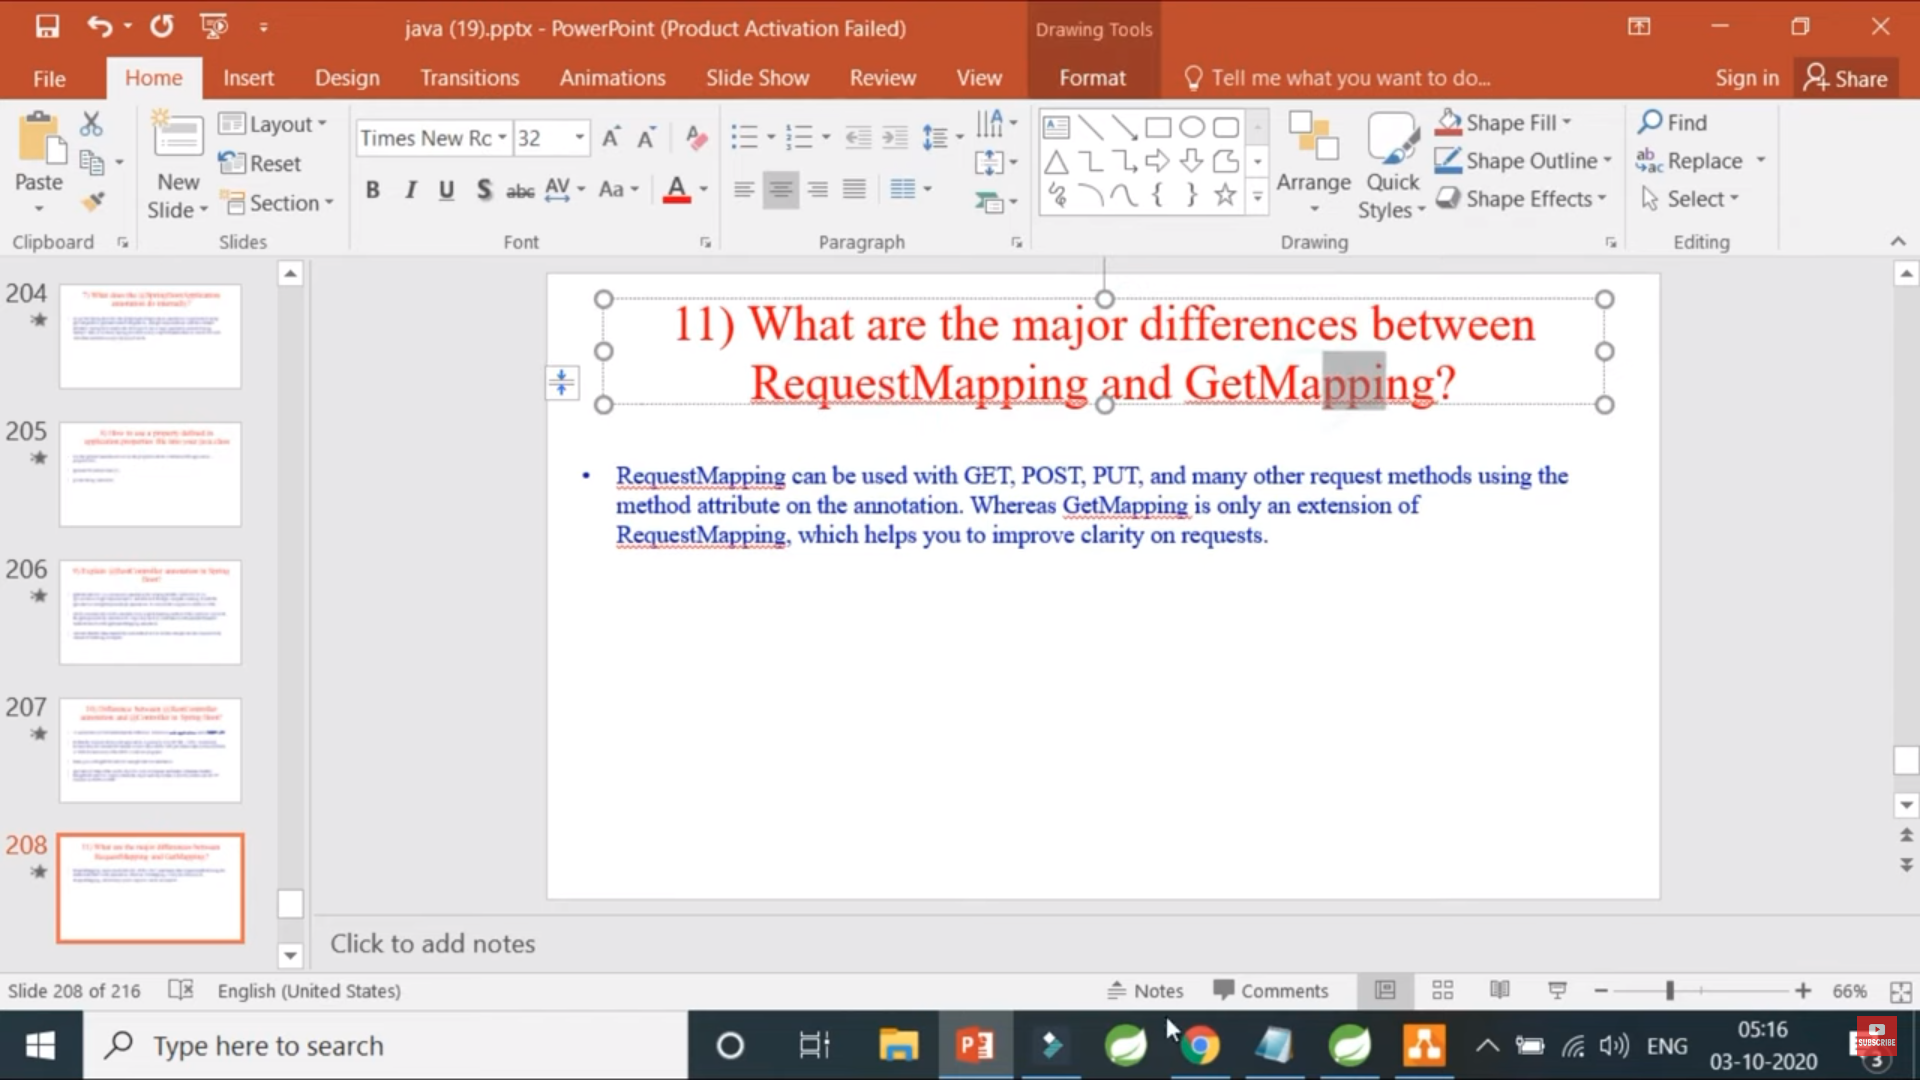 java (19).pptx - PowerPoint (Product Activation Failed)
Drawing Tools
File
Home
Insert
Design
Transitions
Animations
Slide Show
Review
View
Format
Tell me what you want to do...
Sign in
Share
Paste
New
Slide
Layout
Reset
Section
Times New Rc
32
B I U S abc AV Aa A
Arrange
Quick
Styles
Shape Fill
Shape Outline
Shape Effects
Find
Replace
Select
Clipboard
Slides
Font
Paragraph
Drawing
Editing
204
205
206
207
208
11) What are the major differences between
RequestMapping and GetMapping?
• RequestMapping can be used with GET, POST, PUT, and many other request methods using the
method attribute on the annotation. Whereas GetMapping is only an extension of
RequestMapping, which helps you to improve clarity on requests.
Click to add notes
Slide 208 of 216
English (United States)
Notes
Comments
66%
Type here to search
ENG
05:16
03-10-2020
SUBSCRIBE
3